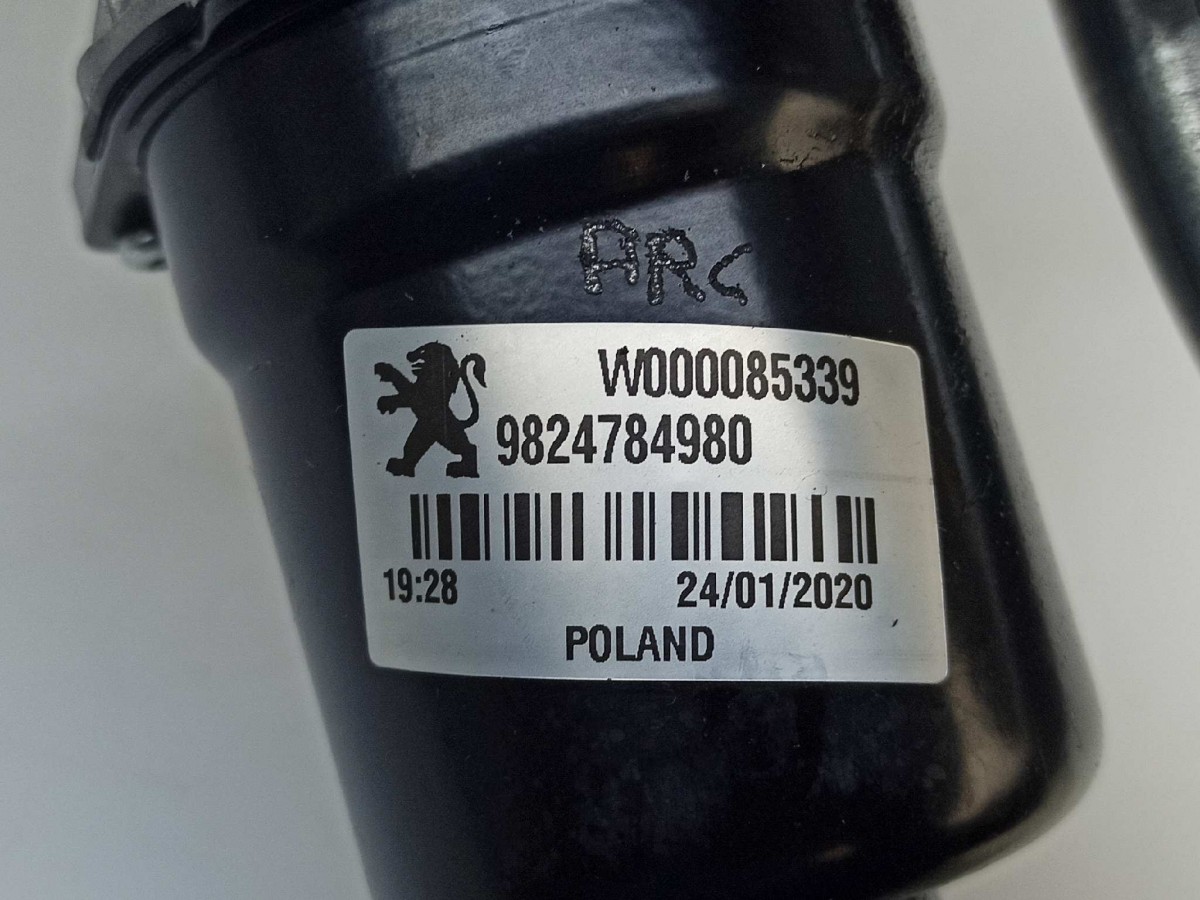 ARC
W000085339
9824784980
19:28 24/01/2020
POLAND